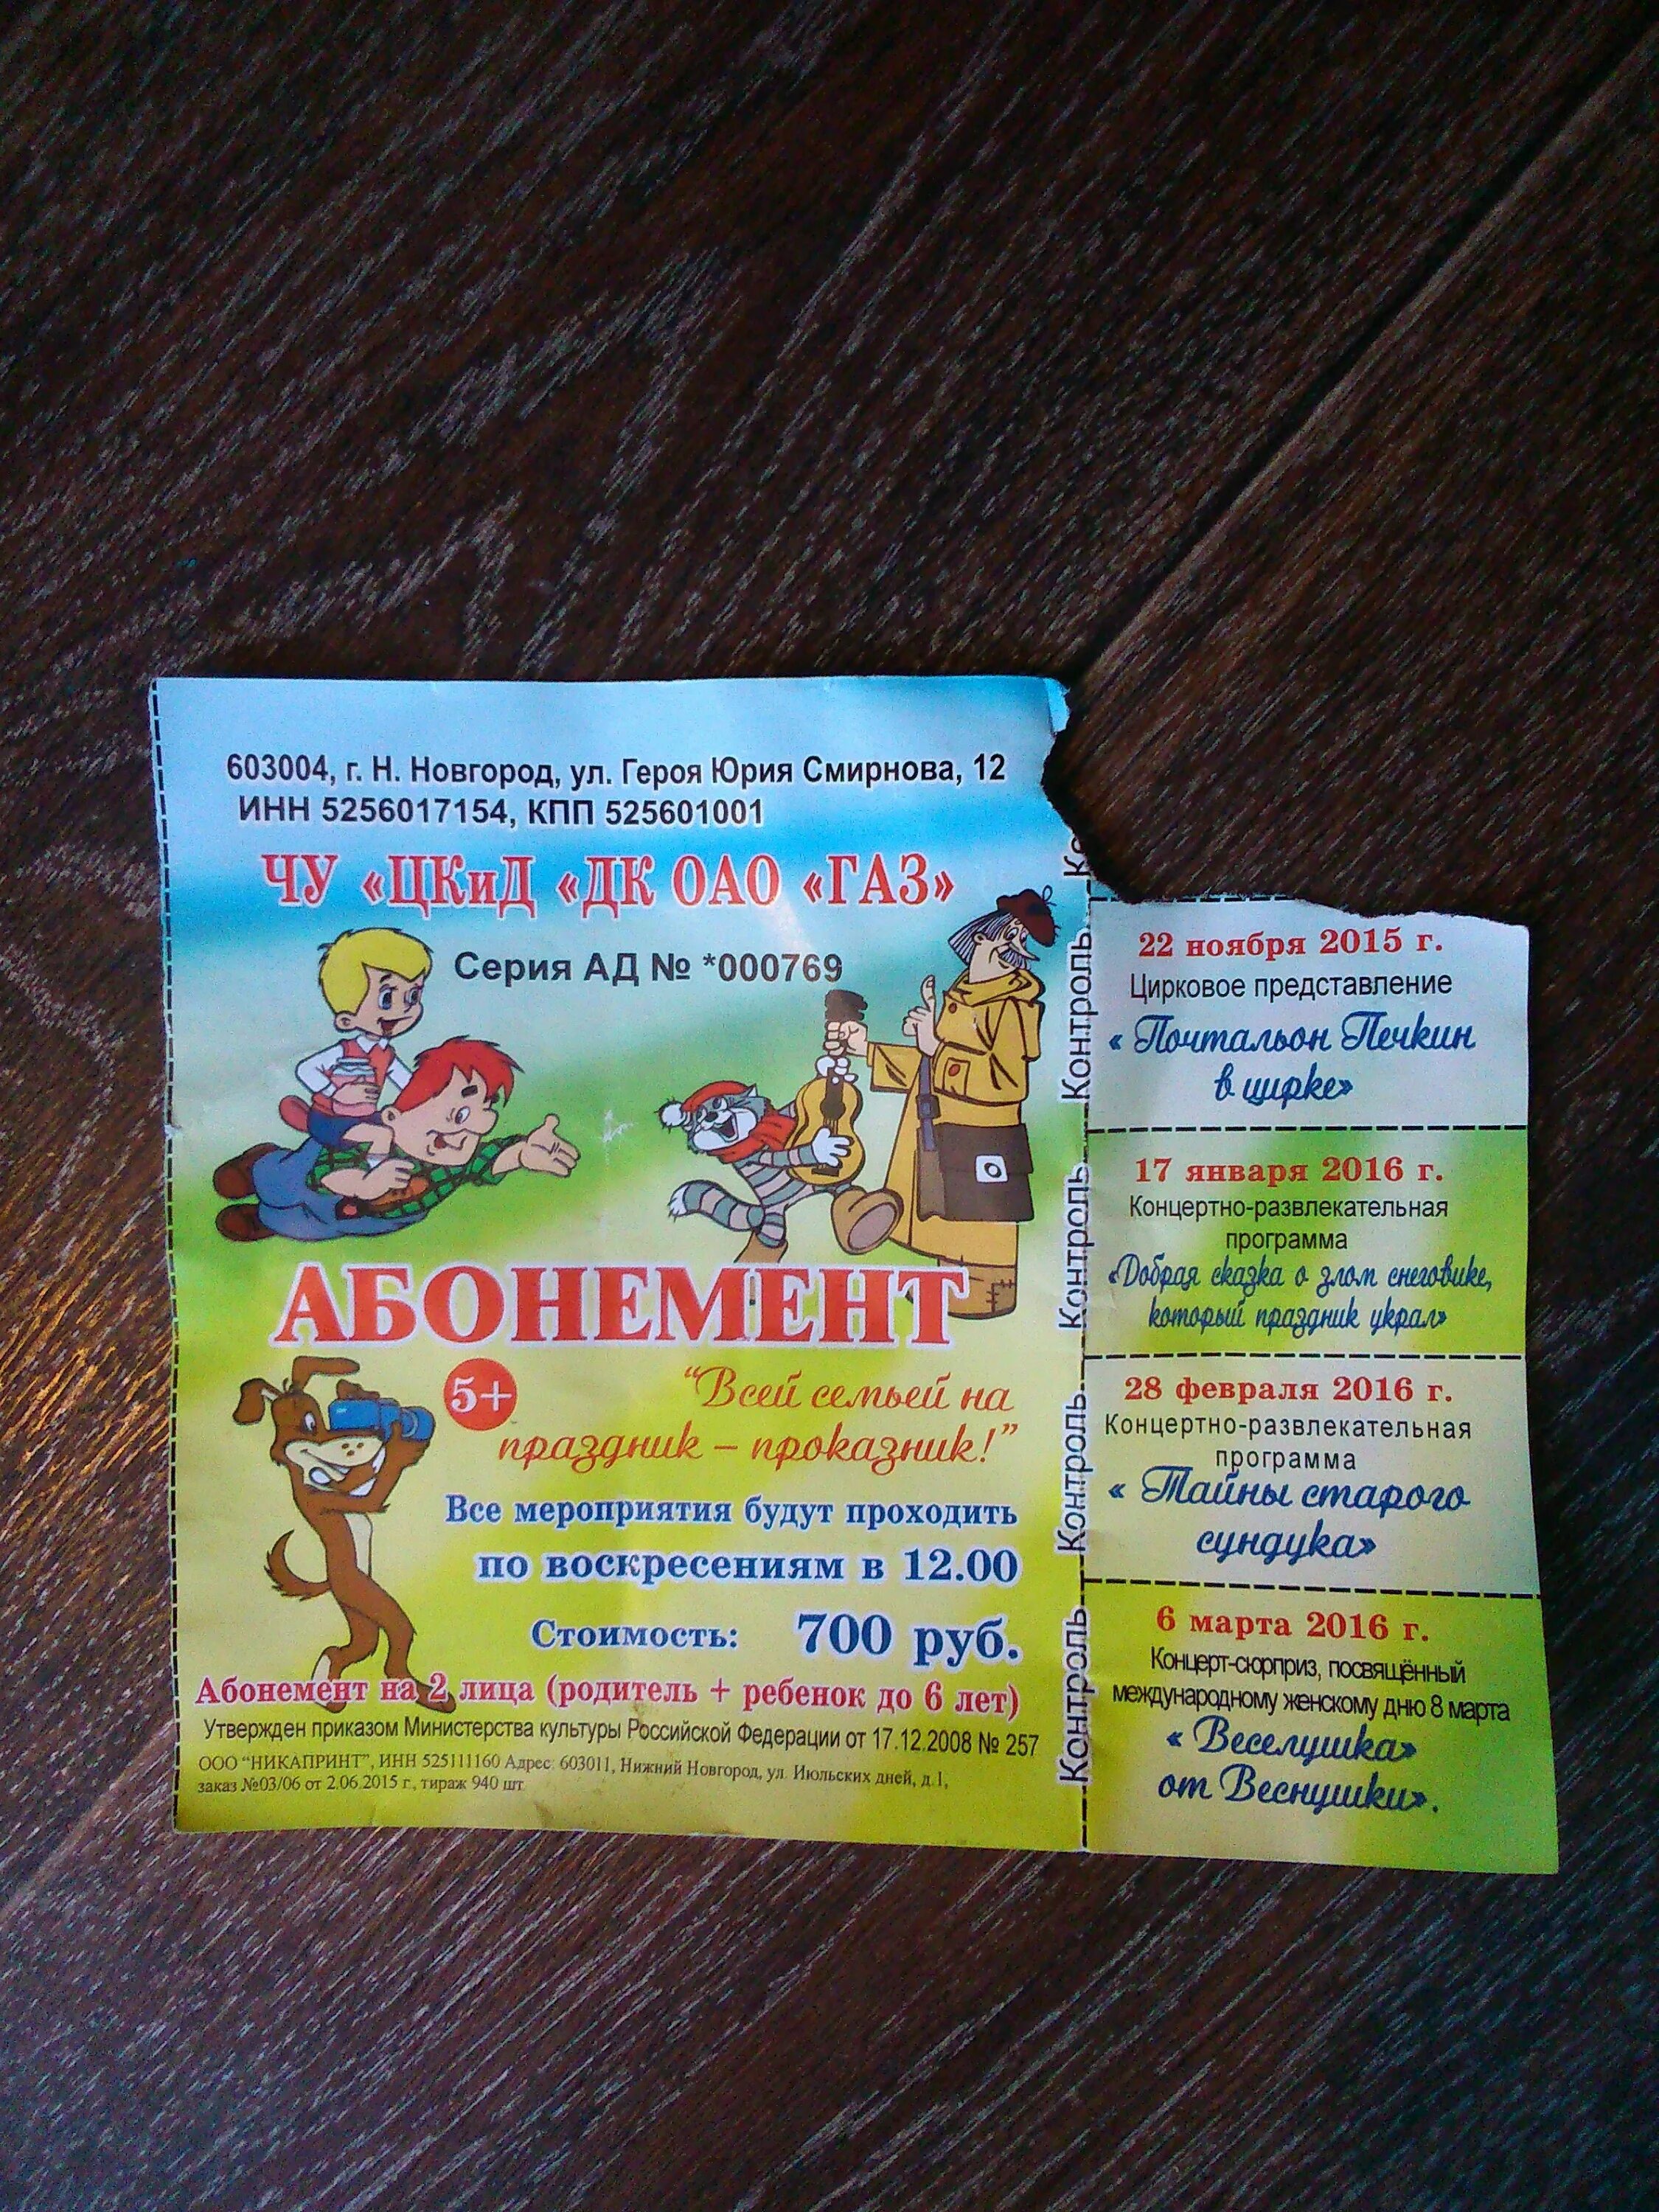 603004, г. Н. Новгород, ул. Героя Юрия Смирнова, 12
ИНН 5256017154, КПП 525601001
ЧУ «ЦКиД «ДК ОАО «ГАЗ»
Серия АД № *000769
АБОНЕМЕНТ
5+
“Всей семьей на
праздник – проказник!”
Все мероприятия будут проходить
по воскресениям в 12.00
Стоимость: 700 руб.
Абонемент на 2 лица (родитель + ребенок до 6 лет)
Утвержден приказом Министерства культуры Российской Федерации от 17.12.2008 № 257
ООО “НИКАПРИНТ”, ИНН 525111160 Адрес: 603011, Нижний Новгород, ул. Июльских дней, д.1,
заказ №03/06 от 2.06.2015 г., тираж 940 шт.
Контроль
Контроль
Контроль
Контроль
22 ноября 2015 г.
Цирковое представление
« Почтальон Печкин
в цирке»
17 января 2016 г.
Концертно-развлекательная
программа
«Добрая сказка о злом снеговике,
который праздник украл»
28 февраля 2016 г.
Концертно-развлекательная
программа
« Тайны старого
сундука»
6 марта 2016 г.
Концерт-сюрприз, посвящённый
международному женскому дню 8 марта
« Веселушка»
от Веснушки».